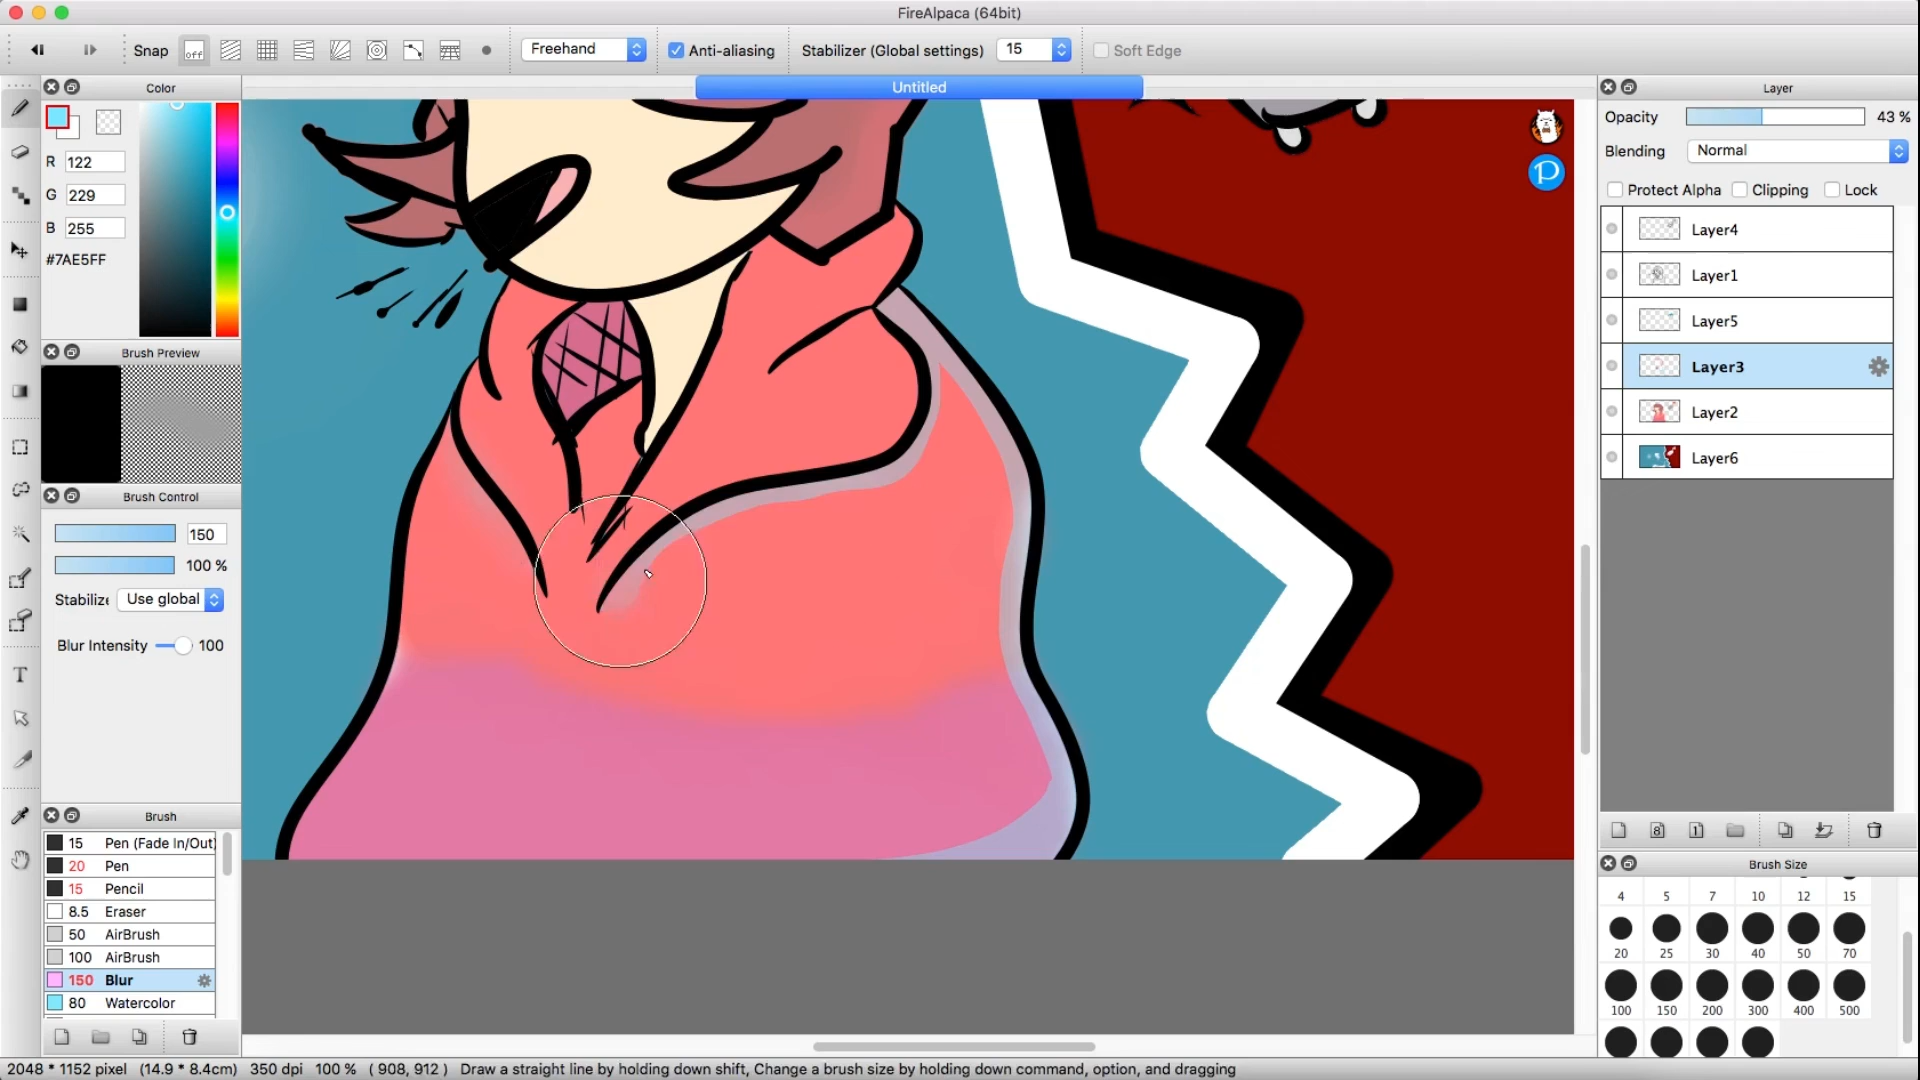 FireAlpaca (64bit)
Snap off Freehand Anti-aliasing Stabilizer (Global settings) 15 Soft Edge
Color
R 122
G 229
B 255
#7AE5FF
Brush Preview
Brush Control
150
100 %
Stabiliz Use global
Blur Intensity 100
Brush
15 Pen (Fade In/Out)
20 Pen
15 Pencil
8.5 Eraser
50 AirBrush
100 AirBrush
150 Blur
80 Watercolor
Untitled
P
Layer
Opacity 43 %
Blending Normal
Protect Alpha Clipping Lock
Layer4
Layer1
Layer5
Layer3
Layer2
Layer6
8 1
Brush Size
4 5 7 10 12 15
20 25 30 40 50 70
100 150 200 300 400 500
2048 * 1152 pixel (14.9 * 8.4cm) 350 dpi 100 % ( 908, 912 ) Draw a straight line by holding down shift, Change a brush size by holding down command, option, and dragging